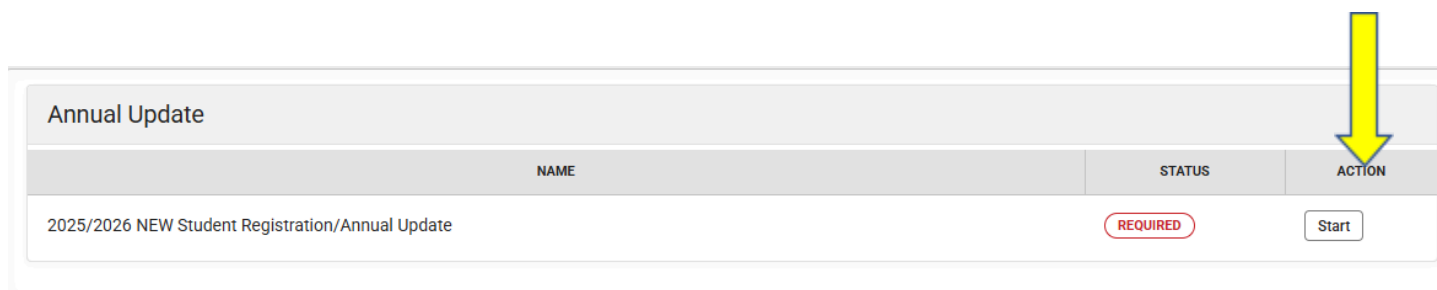 Annual Update
NAME STATUS ACTION
2025/2026 NEW Student Registration/Annual Update REQUIRED Start